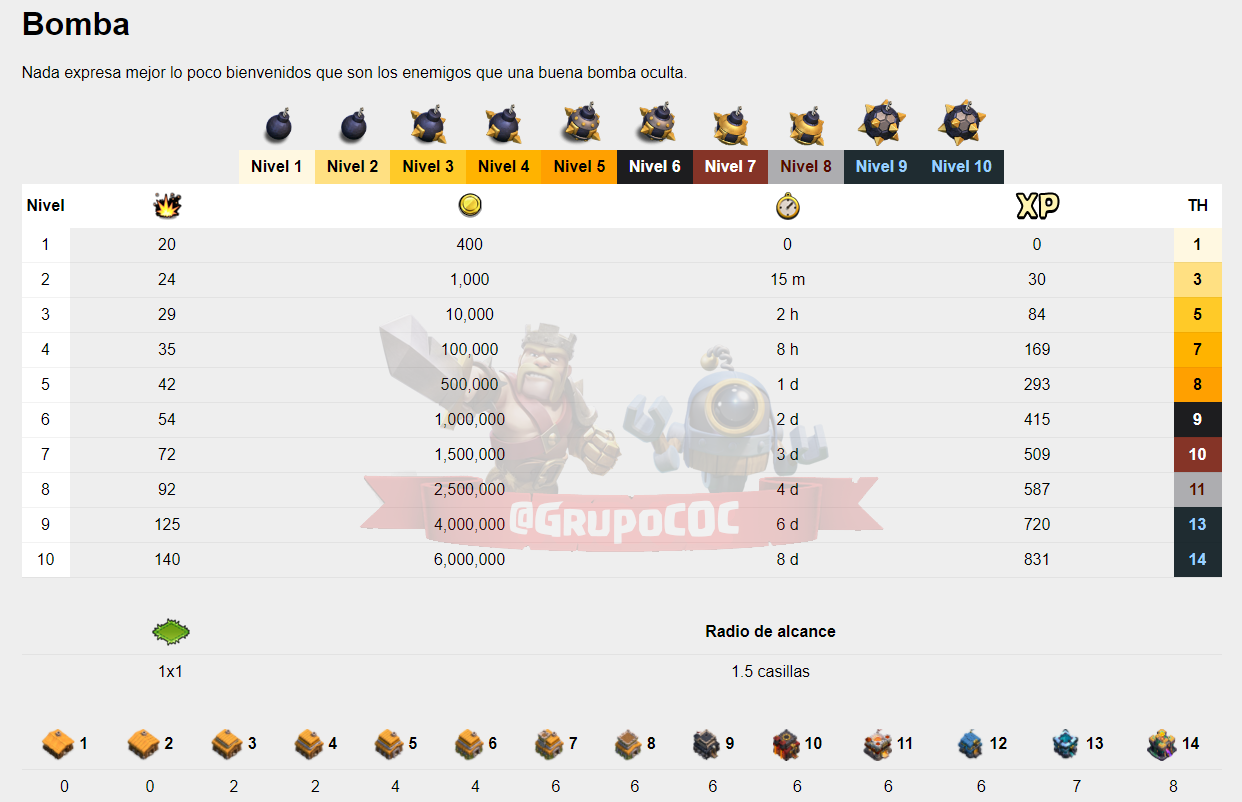 Bomba
Nada expresa mejor lo poco bienvenidos que son los enemigos que una buena bomba oculta.
Nivel 1 Nivel 2 Nivel 3 Nivel 4 Nivel 5 Nivel 6 Nivel 7 Nivel 8 Nivel 9 Nivel 10
Nivel XP TH
1 20 400 0 0 1
2 24 1,000 15 m 30 3
3 29 10,000 2 h 84 5
4 35 100,000 8 h 169 7
5 42 500,000 1 d 293 8
6 54 1,000,000 2 d 415 9
7 72 1,500,000 3 d 509 10
8 92 2,500,000 4 d 587 11
9 125 4,000,000 6 d 720 13
10 140 6,000,000 8 d 831 14
@GRUPOCOC
Radio de alcance
1x1 1.5 casillas
1 2 3 4 5 6 7 8 9 10 11 12 13 14
0 0 2 2 4 4 6 6 6 6 6 6 7 8